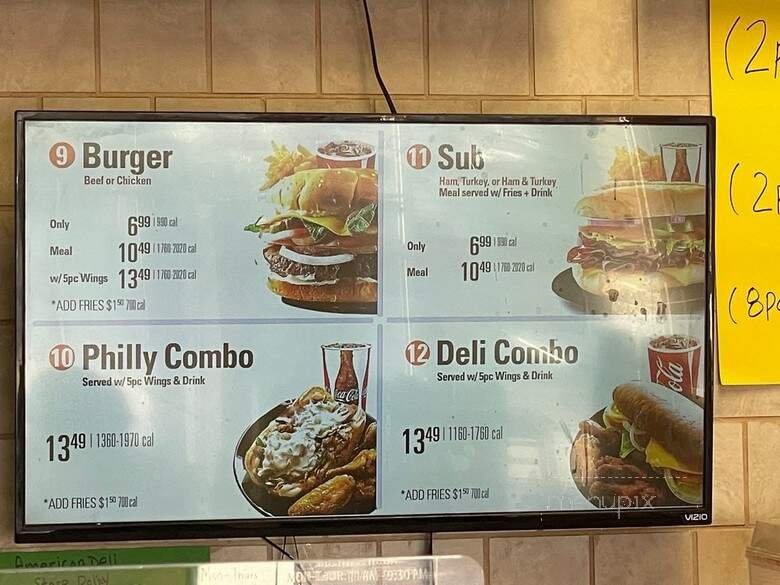 9 Burger
Beef or Chicken
Only 6.99 | 990 cal
Meal 10.49 | 1760-2020 cal
w/5pc Wings 13.49 | 1760-2020 cal
*ADD FRIES $1.50 700 cal
11 Sub
Ham, Turkey, or Ham & Turkey
Meal served w/ Fries + Drink
Only 6.99 | 990 cal
Meal 10.49 | 1760-2020 cal
10 Philly Combo
Served w/ 5pc Wings & Drink
13.49 | 1360-1970 cal
*ADD FRIES $1.50 700 cal
12 Deli Combo
Served w/ 5pc Wings & Drink
13.49 | 1160-1760 cal
*ADD FRIES $1.50 700 cal
menupix
VIZIO
(2
(2
(8p
American Deli